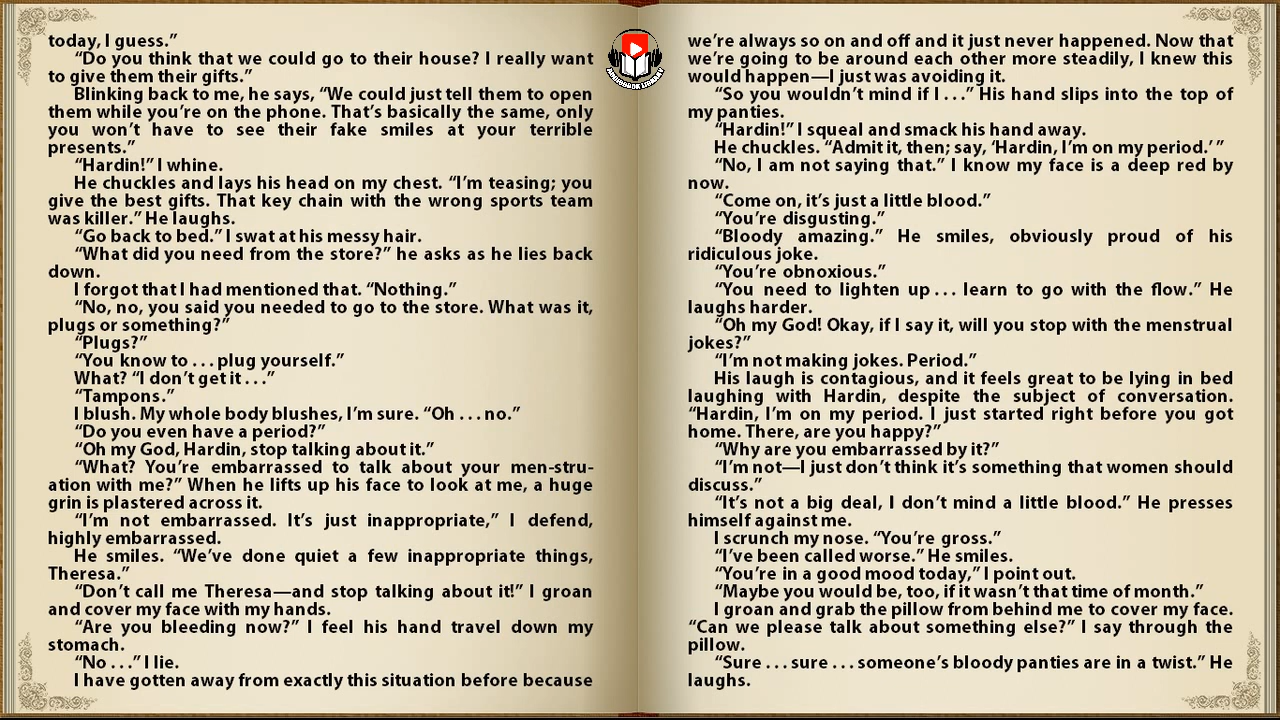 today, I guess.”
“Do you think that we could go to their house? I really want
to give them their gifts.”
Blinking back to me, he says, “We could just tell them to open
them while you’re on the phone. That’s basically the same, only
you won’t have to see their fake smiles at your terrible
presents.”
“Hardin!” I whine.
He chuckles and lays his head on my chest. “I’m teasing; you
give the best gifts. That key chain with the wrong sports team
was killer.” He laughs.
“Go back to bed.” I swat at his messy hair.
“What did you need from the store?” he asks as he lies back
down.
I forgot that I had mentioned that. “Nothing.”
“No, no, you said you needed to go to the store. What was it,
plugs or something?”
“Plugs?”
“You know to . . . plug yourself.”
What? “I don’t get it . . .”
“Tampons.”
I blush. My whole body blushes, I’m sure. “Oh . . . no.”
“Do you even have a period?”
“Oh my God, Hardin, stop talking about it.”
“What? You’re embarrassed to talk about your men-stru-
ation with me?” When he lifts up his face to look at me, a huge
grin is plastered across it.
“I’m not embarrassed. It’s just inappropriate,” I defend,
highly embarrassed.
He smiles. “We’ve done quiet a few inappropriate things,
Theresa.”
“Don’t call me Theresa—and stop talking about it!” I groan
and cover my face with my hands.
“Are you bleeding now?” I feel his hand travel down my
stomach.
“No . . .” I lie.
I have gotten away from exactly this situation before because
we’re always so on and off and it just never happened. Now that
we’re going to be around each other more steadily, I knew this
would happen—I just was avoiding it.
“So you wouldn’t mind if I . . .” His hand slips into the top of
my panties.
“Hardin!” I squeal and smack his hand away.
He chuckles. “Admit it, then; say, ‘Hardin, I’m on my period.’ ”
“No, I am not saying that.” I know my face is a deep red by
now.
“Come on, it’s just a little blood.”
“You’re disgusting.”
“Bloody amazing.” He smiles, obviously proud of his
ridiculous joke.
“You’re obnoxious.”
“You need to lighten up . . . learn to go with the flow.” He
laughs harder.
“Oh my God! Okay, if I say it, will you stop with the menstrual
jokes?”
“I’m not making jokes. Period.”
His laugh is contagious, and it feels great to be lying in bed
laughing with Hardin, despite the subject of conversation.
“Hardin, I’m on my period. I just started right before you got
home. There, are you happy?”
“Why are you embarrassed by it?”
“I’m not—I just don’t think it’s something that women should
discuss.”
“It’s not a big deal, I don’t mind a little blood.” He presses
himself against me.
I scrunch my nose. “You’re gross.”
“I’ve been called worse.” He smiles.
“You’re in a good mood today,” I point out.
“Maybe you would be, too, if it wasn’t that time of month.”
I groan and grab the pillow from behind me to cover my face.
“Can we please talk about something else?” I say through the
pillow.
“Sure . . . sure . . . someone’s bloody panties are in a twist.” He
laughs.